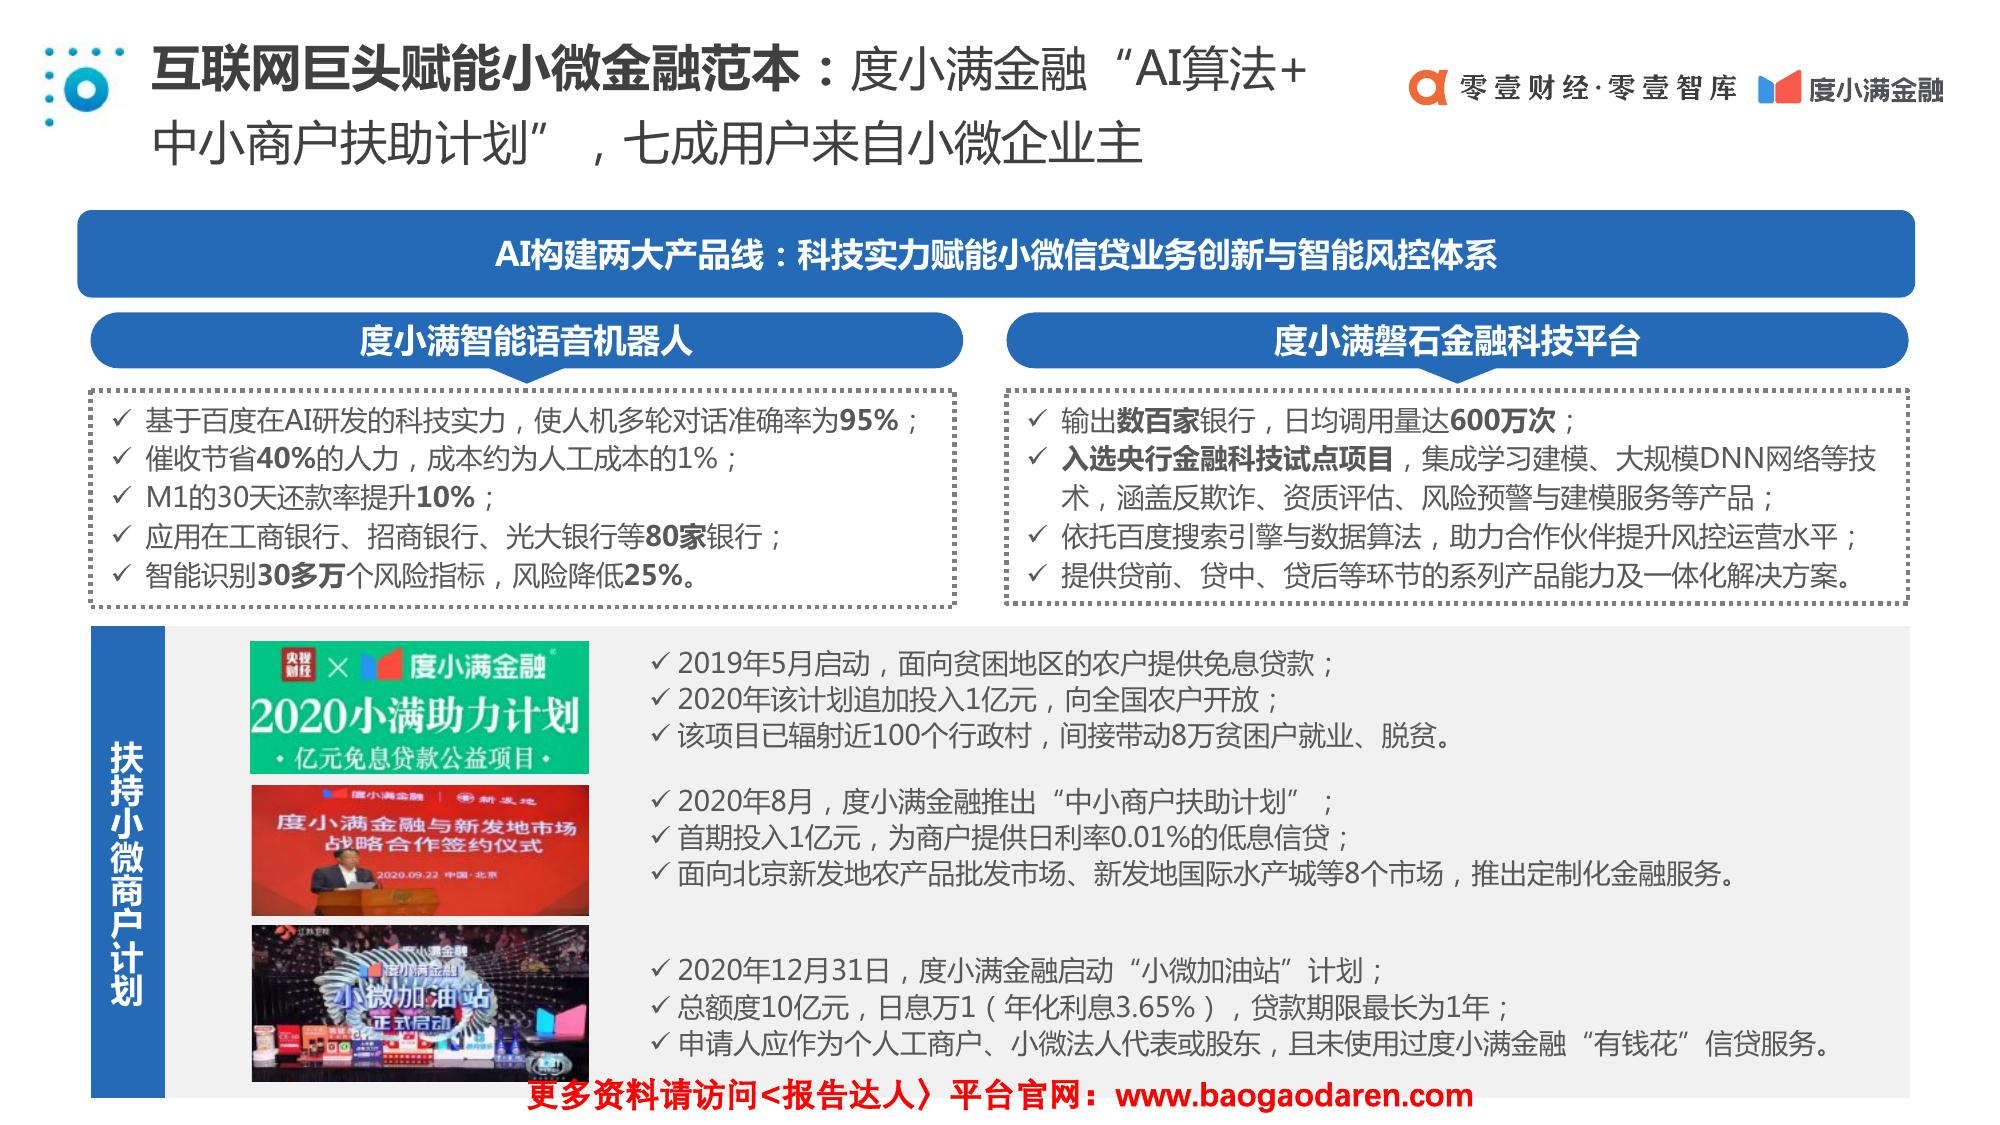 互联网巨头赋能小微金融范本：度小满金融“AI算法+
中小商户扶助计划”，七成用户来自小微企业主
零壹财经·零壹智库
度小满金融
AI构建两大产品线：科技实力赋能小微信贷业务创新与智能风控体系
度小满智能语音机器人
✓ 基于百度在AI研发的科技实力，使人机多轮对话准确率为95%；
✓ 催收节省40%的人力，成本约为人工成本的1%；
✓ M1的30天还款率提升10%；
✓ 应用在工商银行、招商银行、光大银行等80家银行；
✓ 智能识别30多万个风险指标，风险降低25%。
度小满磐石金融科技平台
✓ 输出数百家银行，日均调用量达600万次；
✓ 入选央行金融科技试点项目，集成学习建模、大规模DNN网络等技
术，涵盖反欺诈、资质评估、风险预警与建模服务等产品；
✓ 依托百度搜索引擎与数据算法，助力合作伙伴提升风控运营水平；
✓ 提供贷前、贷中、贷后等环节的系列产品能力及一体化解决方案。
扶持小微商户计划
央视财经 × 度小满金融
2020小满助力计划
·亿元免息贷款公益项目·
✓ 2019年5月启动，面向贫困地区的农户提供免息贷款；
✓ 2020年该计划追加投入1亿元，向全国农户开放；
✓ 该项目已辐射近100个行政村，间接带动8万贫困户就业、脱贫。
度小满金融 | 新发地
度小满金融与新发地市场
战略合作签约仪式
2020.09.22 中国·北京
✓ 2020年8月，度小满金融推出“中小商户扶助计划”；
✓ 首期投入1亿元，为商户提供日利率0.01%的低息信贷；
✓ 面向北京新发地农产品批发市场、新发地国际水产城等8个市场，推出定制化金融服务。
江苏卫视
度小满金融
度小满金融
小微加油站
正式启动
✓ 2020年12月31日，度小满金融启动“小微加油站”计划；
✓ 总额度10亿元，日息万1（年化利息3.65%），贷款期限最长为1年；
✓ 申请人应作为个人工商户、小微法人代表或股东，且未使用过度小满金融“有钱花”信贷服务。
更多资料请访问<报告达人〉平台官网：www.baogaodaren.com